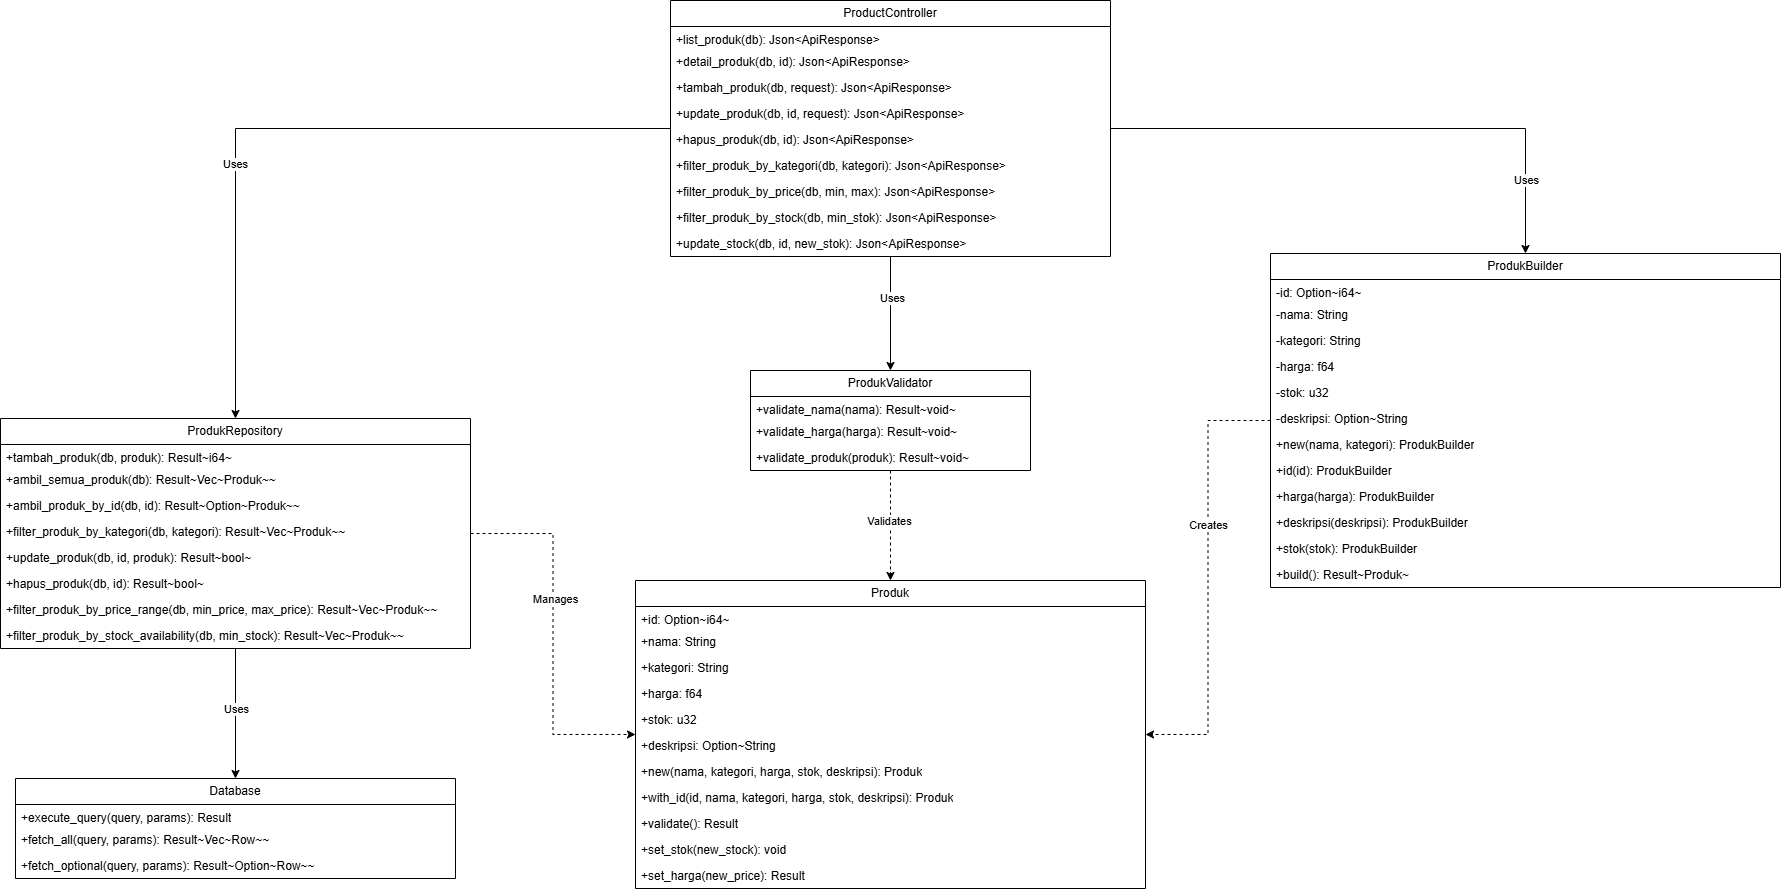 ProductController
+list_produk(db): Json<ApiResponse>
+detail_produk(db, id): Json<ApiResponse>
+tambah_produk(db, request): Json<ApiResponse>
+update_produk(db, id, request): Json<ApiResponse>
+hapus_produk(db, id): Json<ApiResponse>
+filter_produk_by_kategori(db, kategori): Json<ApiResponse>
+filter_produk_by_price(db, min, max): Json<ApiResponse>
+filter_produk_by_stock(db, min_stok): Json<ApiResponse>
+update_stock(db, id, new_stok): Json<ApiResponse>
Uses
Uses
Uses
ProdukRepository
+tambah_produk(db, produk): Result~i64~
+ambil_semua_produk(db): Result~Vec~Produk~~
+ambil_produk_by_id(db, id): Result~Option~Produk~~
+filter_produk_by_kategori(db, kategori): Result~Vec~Produk~~
+update_produk(db, id, produk): Result~bool~
+hapus_produk(db, id): Result~bool~
+filter_produk_by_price_range(db, min_price, max_price): Result~Vec~Produk~~
+filter_produk_by_stock_availability(db, min_stock): Result~Vec~Produk~~
ProdukValidator
+validate_nama(nama): Result~void~
+validate_harga(harga): Result~void~
+validate_produk(produk): Result~void~
ProdukBuilder
-id: Option~i64~
-nama: String
-kategori: String
-harga: f64
-stok: u32
-deskripsi: Option~String
+new(nama, kategori): ProdukBuilder
+id(id): ProdukBuilder
+harga(harga): ProdukBuilder
+deskripsi(deskripsi): ProdukBuilder
+stok(stok): ProdukBuilder
+build(): Result~Produk~
Manages
Validates
Creates
Uses
Produk
+id: Option~i64~
+nama: String
+kategori: String
+harga: f64
+stok: u32
+deskripsi: Option~String
+new(nama, kategori, harga, stok, deskripsi): Produk
+with_id(id, nama, kategori, harga, stok, deskripsi): Produk
+validate(): Result
+set_stok(new_stock): void
+set_harga(new_price): Result
Database
+execute_query(query, params): Result
+fetch_all(query, params): Result~Vec~Row~~
+fetch_optional(query, params): Result~Option~Row~~